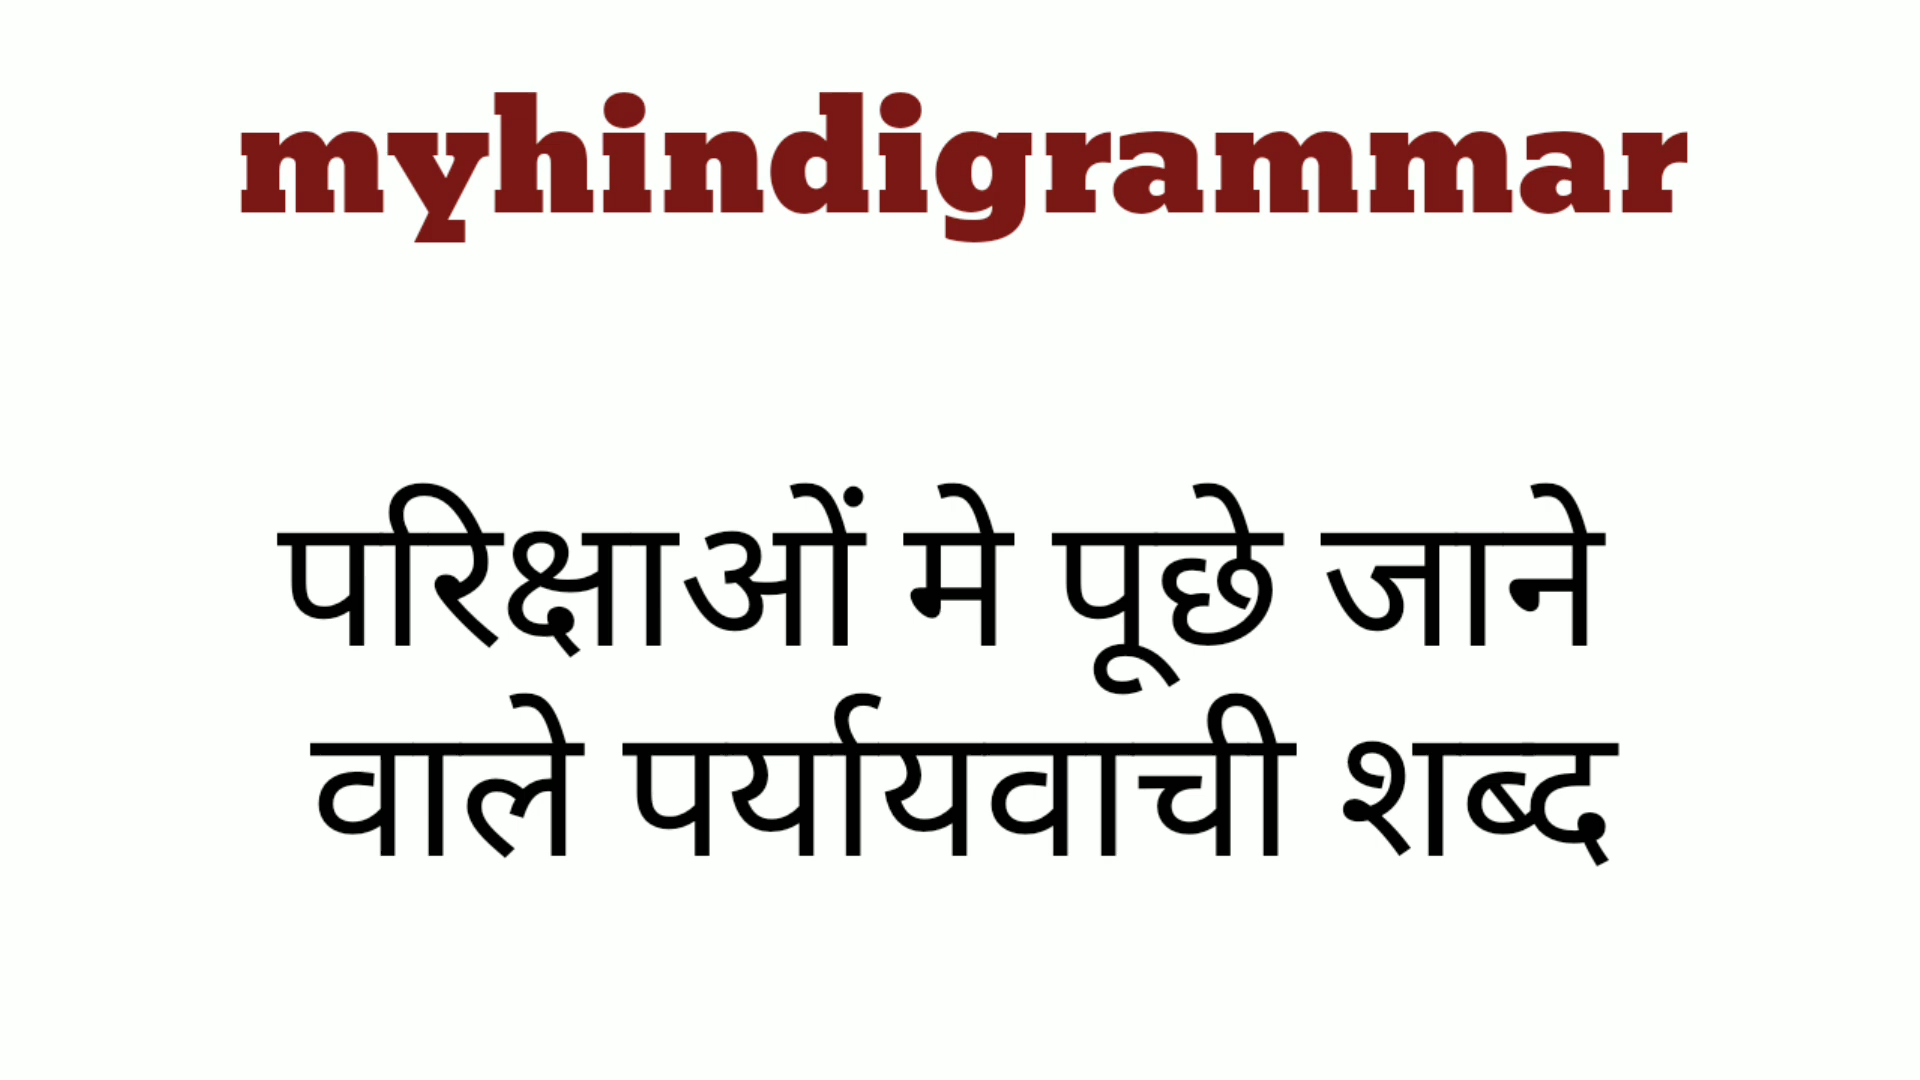 myhindigrammar
परिक्षाओं मे पूछे जाने
वाले पर्यायवाची शब्द